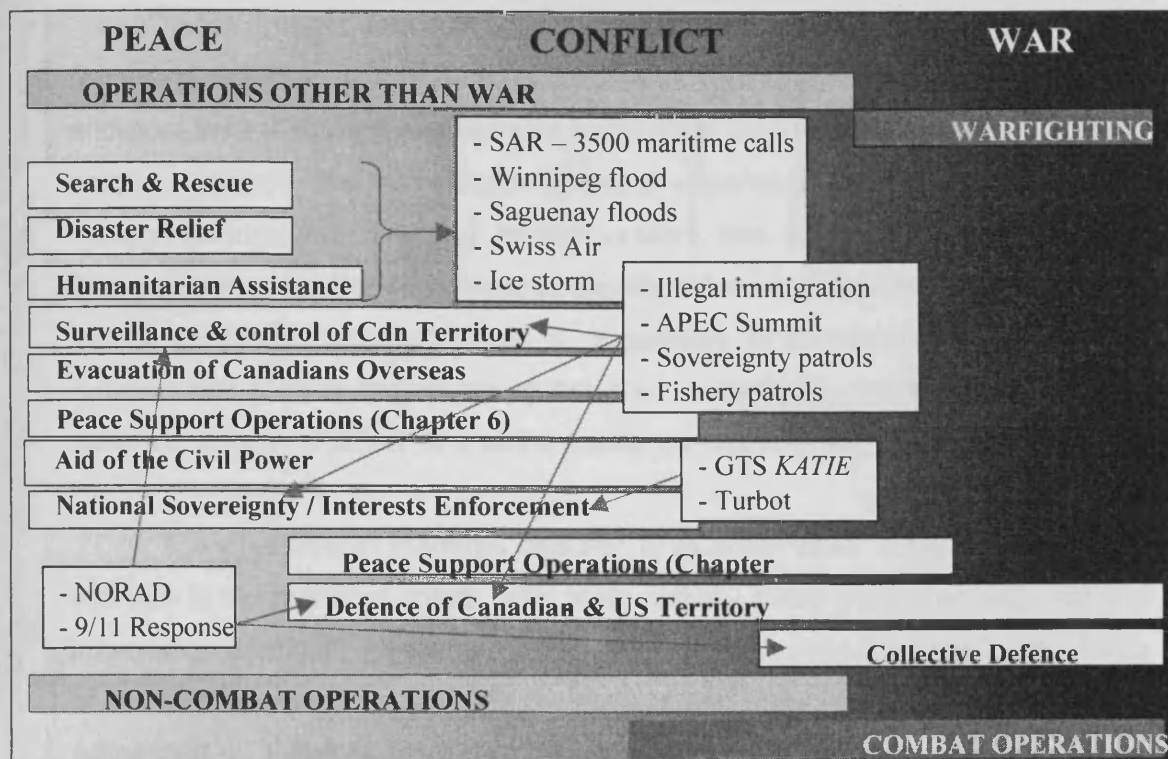 PEACE CONFLICT WAR
OPERATIONS OTHER THAN WAR
WARFIGHTING
Search & Rescue
Disaster Relief
Humanitarian Assistance
- SAR – 3500 maritime calls
- Winnipeg flood
- Saguenay floods
- Swiss Air
- Ice storm
Surveillance & control of Cdn Territory
Evacuation of Canadians Overseas
Peace Support Operations (Chapter 6)
Aid of the Civil Power
National Sovereignty / Interests Enforcement
- Illegal immigration
- APEC Summit
- Sovereignty patrols
- Fishery patrols
- GTS KATIE
- Turbot
Peace Support Operations (Chapter
- NORAD
- 9/11 Response
Defence of Canadian & US Territory
Collective Defence
NON-COMBAT OPERATIONS
COMBAT OPERATIONS